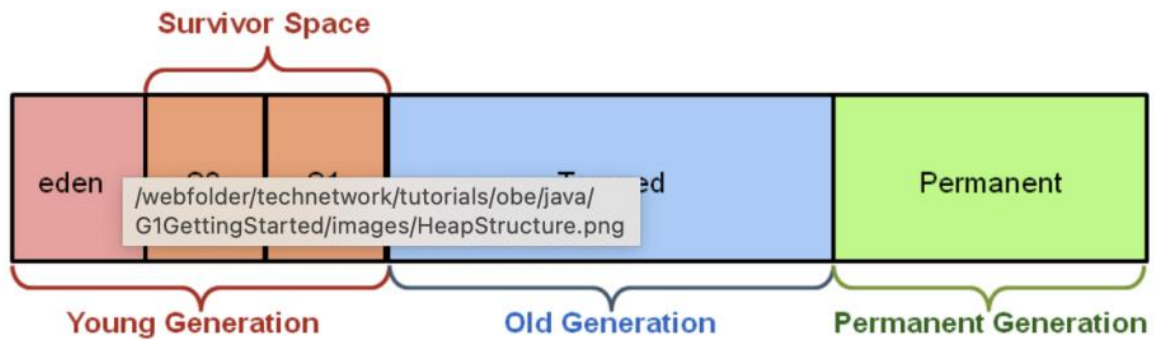 Survivor Space
eden
Permanent
/webfolder/technetwork/tutorials/obe/java/
G1GettingStarted/images/HeapStructure.png
Young Generation
Old Generation
Permanent Generation